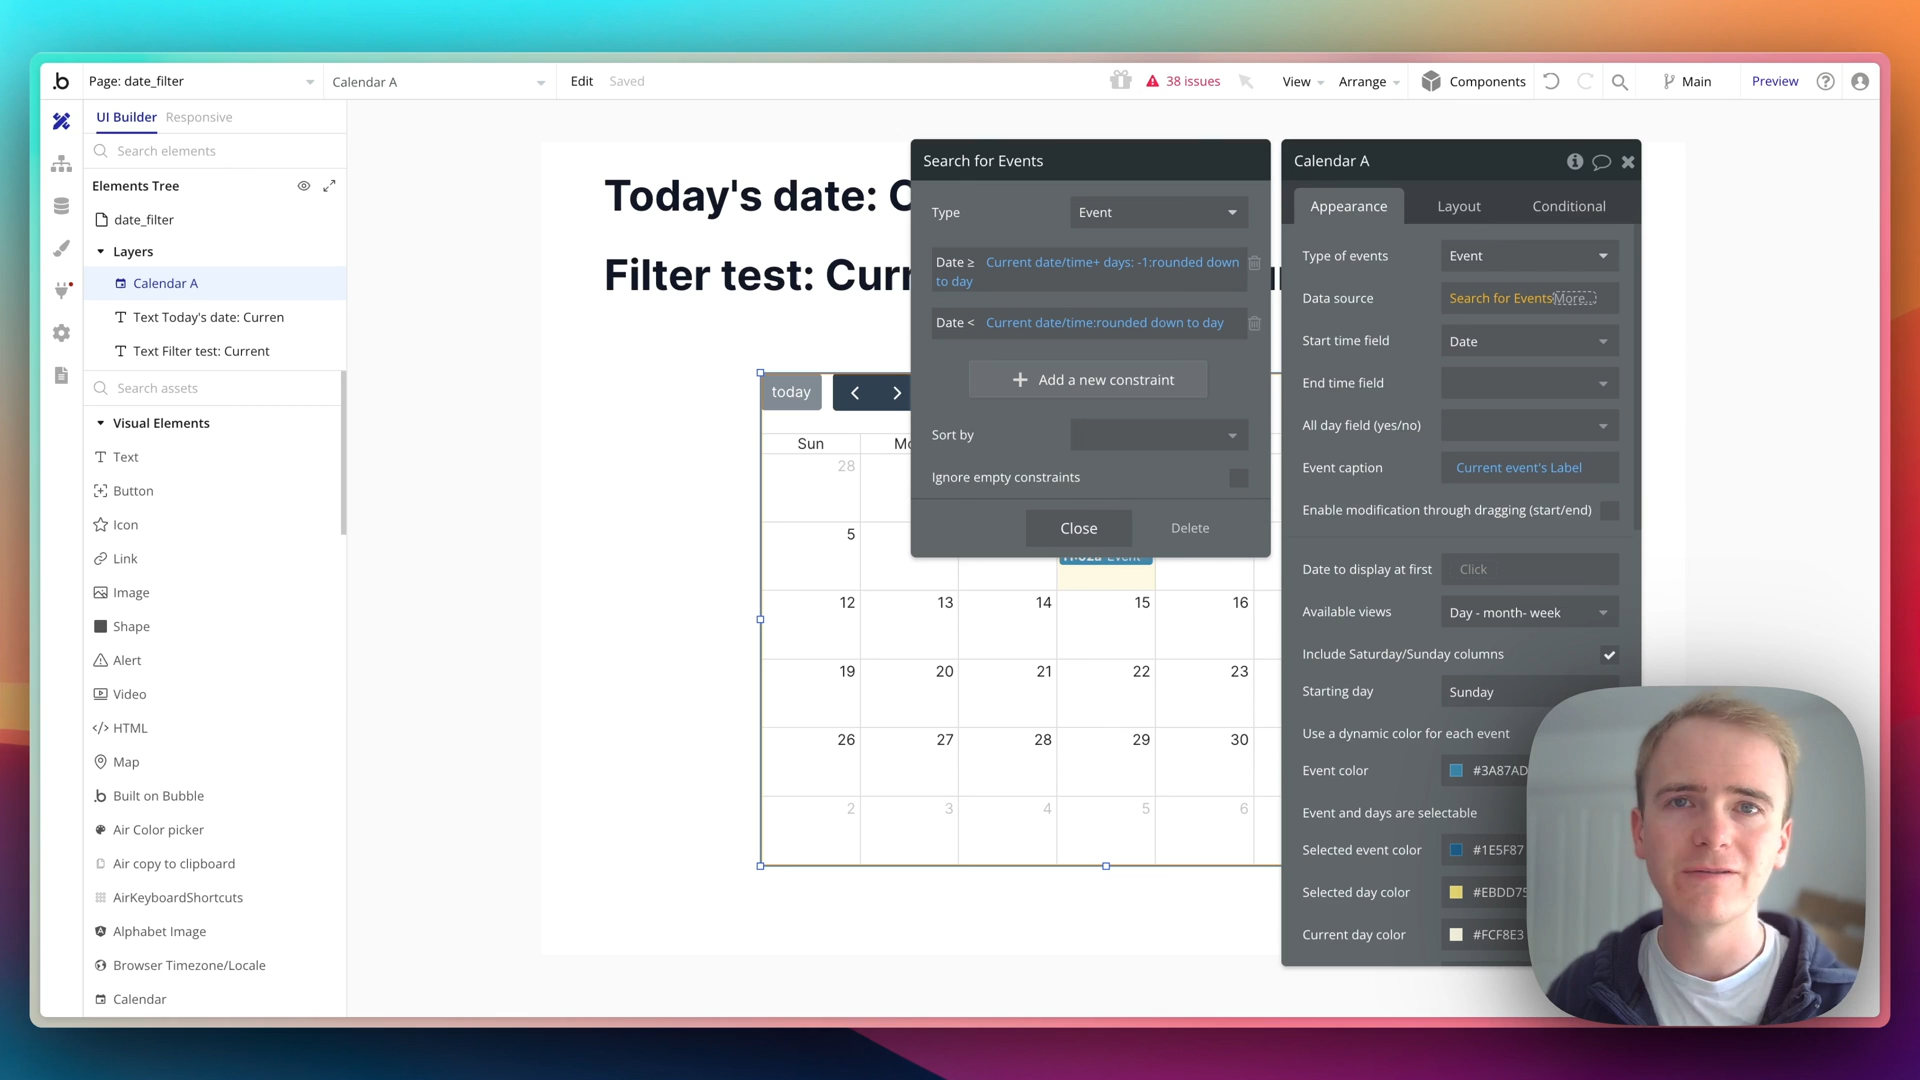 Page: date_filter
Calendar A
Edit
Saved
38 issues
View
Arrange
Components
Main
Preview
UI Builder
Responsive
Search elements
Elements Tree
date_filter
Layers
Calendar A
Text Today's date: Curren
Text Filter test: Current
Search assets
Visual Elements
Text
Button
Icon
Link
Image
Shape
Alert
Video
HTML
Map
Built on Bubble
Air Color picker
Air copy to clipboard
AirKeyboardShortcuts
Alphabet Image
Browser Timezone/Locale
Calendar
Today's date: C
Filter test: Curr
today
Sun
Mo
28
5
12 13 14 15 16
19 20 21 22 23
26 27 28 29 30
2 3 4 5 6
Search for Events
Type
Event
Date ≥ Current date/time+ days: -1:rounded down
to day
Date < Current date/time:rounded down to day
Add a new constraint
Sort by
Ignore empty constraints
Close
Delete
Calendar A
Appearance
Layout
Conditional
Type of events
Event
Data source
Search for Events More...
Start time field
Date
End time field
All day field (yes/no)
Event caption
Current event's Label
Enable modification through dragging (start/end)
Date to display at first
Click
Available views
Day - month- week
Include Saturday/Sunday columns
Starting day
Sunday
Use a dynamic color for each event
Event color
#3A87AD
Event and days are selectable
Selected event color
#1E5F87
Selected day color
#EBDD75
Current day color
#FCF8E3